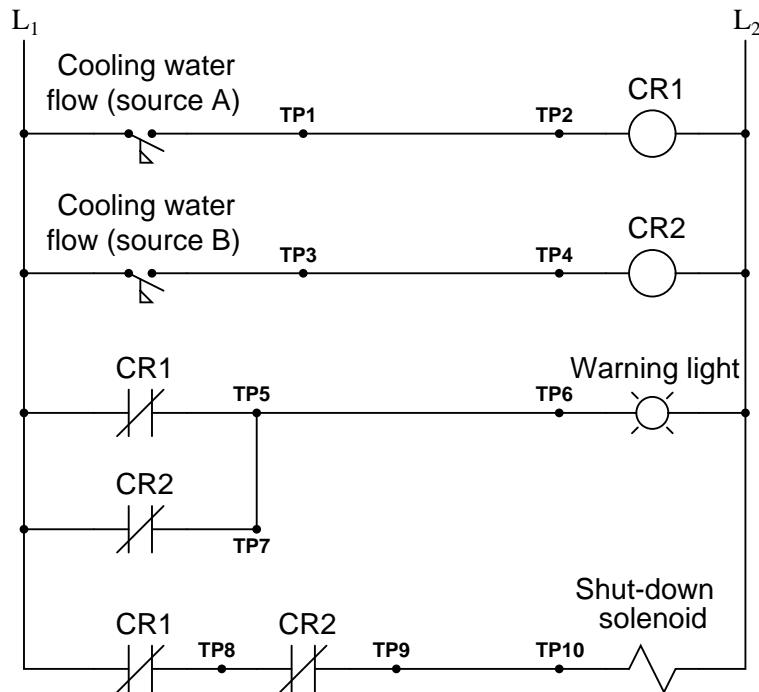 L₁
L₂
Cooling water
flow (source A)
TP1
TP2
CR1
Cooling water
flow (source B)
TP3
TP4
CR2
CR1
TP5
TP6
Warning light
CR2
TP7
CR1
TP8
CR2
TP9
TP10
Shut-down
solenoid